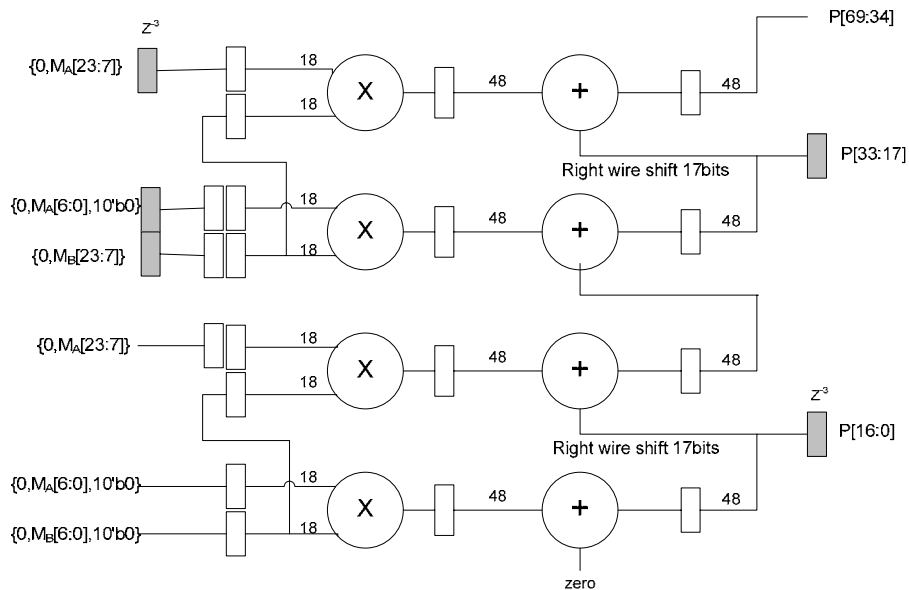 P[69:34]
Z⁻³
{0,M_A[23:7]}
18
X
48
+
48
18
P[33:17]
Right wire shift 17bits
{0,M_A[6:0],10'b0}
18
X
48
+
48
{0,M_B[23:7]}
18
{0,M_A[23:7]}
18
X
48
+
48
18
Z⁻³
P[16:0]
Right wire shift 17bits
{0,M_A[6:0],10'b0}
18
X
48
+
48
{0,M_B[6:0],10'b0}
18
zero